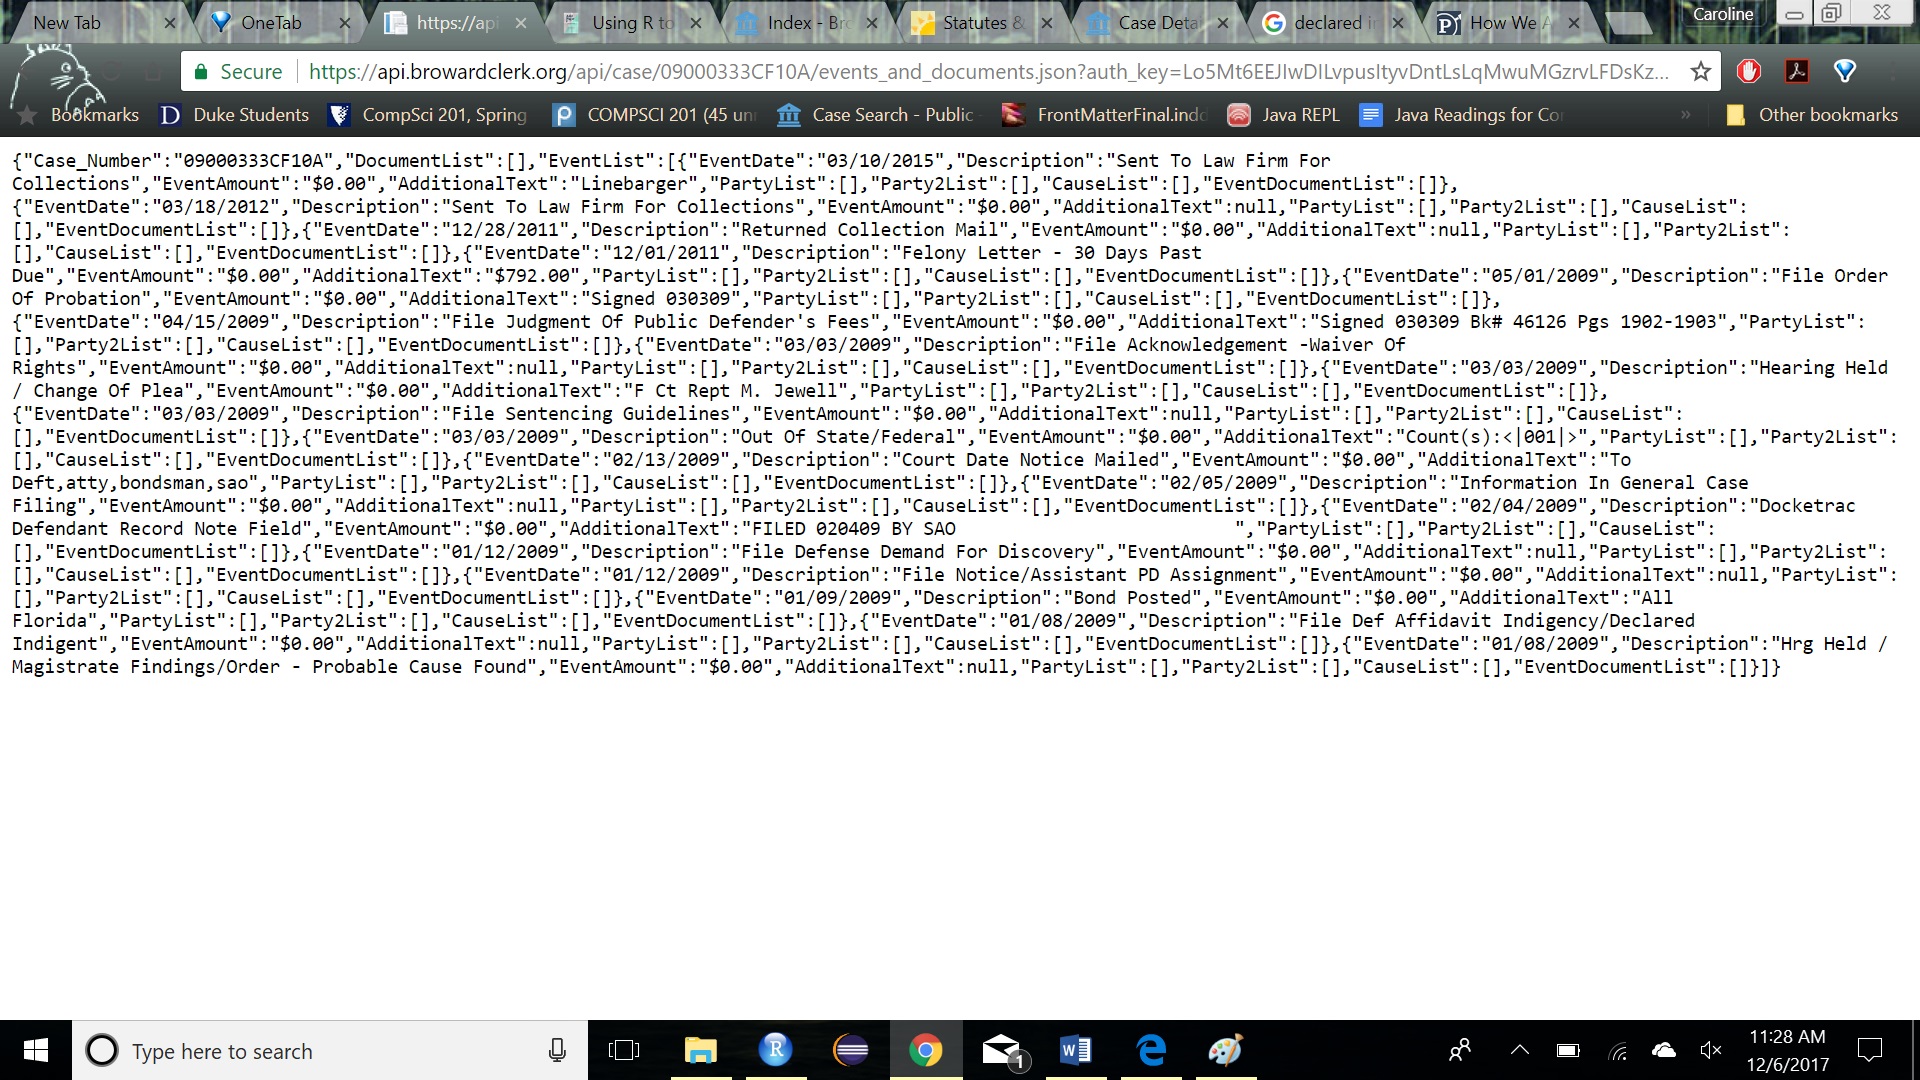 New Tab
OneTab
https://api
Using R to
Index - Bro
Statutes &
Case Deta
declared in
How We A
Caroline
Secure
https://api.browardclerk.org/api/case/09000333CF10A/events_and_documents.json?auth_key=Lo5Mt6EEJIwDILvpusItyvDntLsLqMwuMGzrvLFDsKz...
Bookmarks
Duke Students
CompSci 201, Spring
COMPSCI 201 (45 un
Case Search - Public
FrontMatterFinal.indd
Java REPL
Java Readings for Co
»
Other bookmarks
{"Case_Number":"09000333CF10A","DocumentList":[],"EventList":[{"EventDate":"03/10/2015","Description":"Sent To Law Firm For
Collections","EventAmount":"$0.00","AdditionalText":"Linebarger","PartyList":[],"Party2List":[],"CauseList":[],"EventDocumentList":[]},
{"EventDate":"03/18/2012","Description":"Sent To Law Firm For Collections","EventAmount":"$0.00","AdditionalText":null,"PartyList":[],"Party2List":[],"CauseList":
[],"EventDocumentList":[]},{"EventDate":"12/28/2011","Description":"Returned Collection Mail","EventAmount":"$0.00","AdditionalText":null,"PartyList":[],"Party2List":
[],"CauseList":[],"EventDocumentList":[]},{"EventDate":"12/01/2011","Description":"Felony Letter - 30 Days Past
Due","EventAmount":"$0.00","AdditionalText":"$792.00","PartyList":[],"Party2List":[],"CauseList":[],"EventDocumentList":[]},{"EventDate":"05/01/2009","Description":"File Order
Of Probation","EventAmount":"$0.00","AdditionalText":"Signed 030309","PartyList":[],"Party2List":[],"CauseList":[],"EventDocumentList":[]},
{"EventDate":"04/15/2009","Description":"File Judgment Of Public Defender's Fees","EventAmount":"$0.00","AdditionalText":"Signed 030309 Bk# 46126 Pgs 1902-1903","PartyList":
[],"Party2List":[],"CauseList":[],"EventDocumentList":[]},{"EventDate":"03/03/2009","Description":"File Acknowledgement -Waiver Of
Rights","EventAmount":"$0.00","AdditionalText":null,"PartyList":[],"Party2List":[],"CauseList":[],"EventDocumentList":[]},{"EventDate":"03/03/2009","Description":"Hearing Held
/ Change Of Plea","EventAmount":"$0.00","AdditionalText":"F Ct Rept M. Jewell","PartyList":[],"Party2List":[],"CauseList":[],"EventDocumentList":[]},
{"EventDate":"03/03/2009","Description":"File Sentencing Guidelines","EventAmount":"$0.00","AdditionalText":null,"PartyList":[],"Party2List":[],"CauseList":
[],"EventDocumentList":[]},{"EventDate":"03/03/2009","Description":"Out Of State/Federal","EventAmount":"$0.00","AdditionalText":"Count(s):<|001|>","PartyList":[],"Party2List":
[],"CauseList":[],"EventDocumentList":[]},{"EventDate":"02/13/2009","Description":"Court Date Notice Mailed","EventAmount":"$0.00","AdditionalText":"To
Deft,atty,bondsman,sao","PartyList":[],"Party2List":[],"CauseList":[],"EventDocumentList":[]},{"EventDate":"02/05/2009","Description":"Information In General Case
Filing","EventAmount":"$0.00","AdditionalText":null,"PartyList":[],"Party2List":[],"CauseList":[],"EventDocumentList":[]},{"EventDate":"02/04/2009","Description":"Docketrac
Defendant Record Note Field","EventAmount":"$0.00","AdditionalText":"FILED 020409 BY SAO                          ","PartyList":[],"Party2List":[],"CauseList":
[],"EventDocumentList":[]},{"EventDate":"01/12/2009","Description":"File Defense Demand For Discovery","EventAmount":"$0.00","AdditionalText":null,"PartyList":[],"Party2List":
[],"CauseList":[],"EventDocumentList":[]},{"EventDate":"01/12/2009","Description":"File Notice/Assistant PD Assignment","EventAmount":"$0.00","AdditionalText":null,"PartyList":
[],"Party2List":[],"CauseList":[],"EventDocumentList":[]},{"EventDate":"01/09/2009","Description":"Bond Posted","EventAmount":"$0.00","AdditionalText":"All
Florida","PartyList":[],"Party2List":[],"CauseList":[],"EventDocumentList":[]},{"EventDate":"01/08/2009","Description":"File Def Affidavit Indigency/Declared
Indigent","EventAmount":"$0.00","AdditionalText":null,"PartyList":[],"Party2List":[],"CauseList":[],"EventDocumentList":[]},{"EventDate":"01/08/2009","Description":"Hrg Held /
Magistrate Findings/Order - Probable Cause Found","EventAmount":"$0.00","AdditionalText":null,"PartyList":[],"Party2List":[],"CauseList":[],"EventDocumentList":[]}]}
Type here to search
1
11:28 AM
12/6/2017